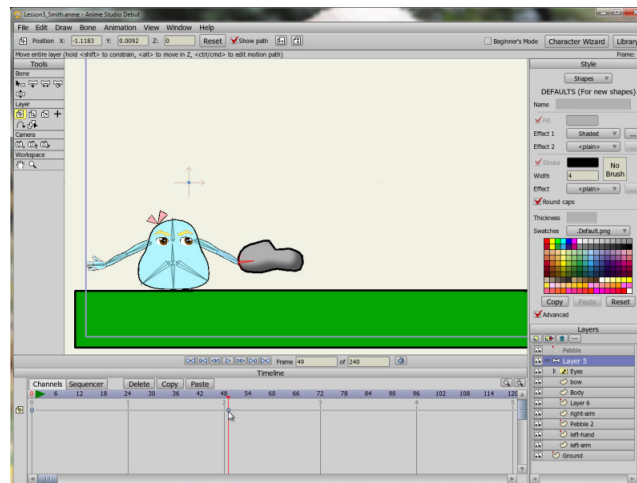 Lesson3_Smith.anme - Anime Studio Debut
File Edit Draw Bone Animation View Window Help
Position X: -1.1183 Y: 0.0092 Z: 0 Reset Show path Beginner's Mode Character Wizard Library
Move entire layer (hold <shift> to constrain, <alt> to move in Z, <ctrl/cmd> to edit motion path) Frame:
Tools
Bone
Layer
Camera
Workspace
Style
Shapes
DEFAULTS (For new shapes)
Name
Fill
Effect 1 Shaded ...
Effect 2 <plain>
Stroke No Brush
Width 4
Effect <plain>
Round caps
Thickness
Swatches .Default.png
Copy Paste Reset
Advanced
Layers
Pebble
Layer 5
Eyes
bow
Body
Layer 6
right-arm
Pebble 2
left-hand
left-arm
Ground
Frame 49 of 240
Timeline
Channels Sequencer Delete Copy Paste
0 6 12 18 24 30 36 42 48 54 60 66 72 78 84 90 96 102 108 114 120
0 1 2 3 4 5